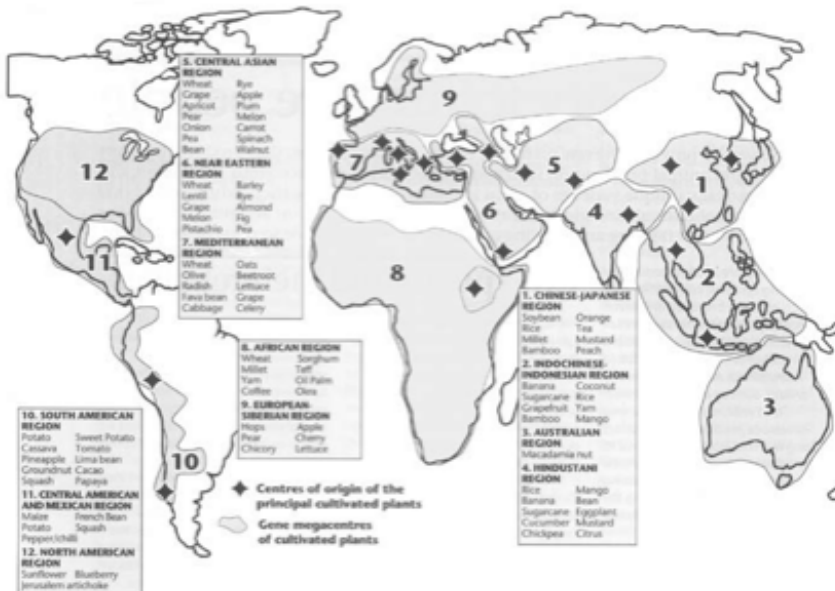 5. CENTRAL ASIAN
REGION
Wheat Rye
Grape Apple
Apricot Plum
Pear Melon
Onion Carrot
Pea Spinach
Bean Walnut
6. NEAR EASTERN
REGION
Wheat Barley
Lentil Rye
Grape Almond
Melon Fig
Pistachio Pea
7. MEDITERRANEAN
REGION
Wheat Oats
Olive Beetroot
Radish Lettuce
Fava bean Grape
Cabbage Celery
12
11
10
9
7
5
6
4
1
2
8
3
8. AFRICAN REGION
Wheat Sorghum
Millet Teff
Yam Oil Palm
Coffee Okra
9. EUROPEAN-
SIBERIAN REGION
Hops Apple
Pear Cherry
Chicory Lettuce
1. CHINESE-JAPANESE
REGION
Soybean Orange
Rice Tea
Millet Mustard
Bamboo Peach
2. INDOCHINESE-
INDONESIAN REGION
Banana Coconut
Sugarcane Rice
Grapefruit Yam
Bamboo Mango
3. AUSTRALIAN
REGION
Macadamia nut
4. HINDUSTANI
REGION
Rice Mango
Banana Bean
Sugarcane Eggplant
Cucumber Mustard
Chickpea Citrus
10. SOUTH AMERICAN
REGION
Potato Sweet Potato
Cassava Tomato
Pineapple Lima bean
Groundnut Cacao
Squash Papaya
11. CENTRAL AMERICAN
AND MEXICAN REGION
Maize French Bean
Potato Squash
Pepper/chilli
12. NORTH AMERICAN
REGION
Sunflower Blueberry
Jerusalem artichoke
Centres of origin of the
principal cultivated plants
Gene megacentres
of cultivated plants